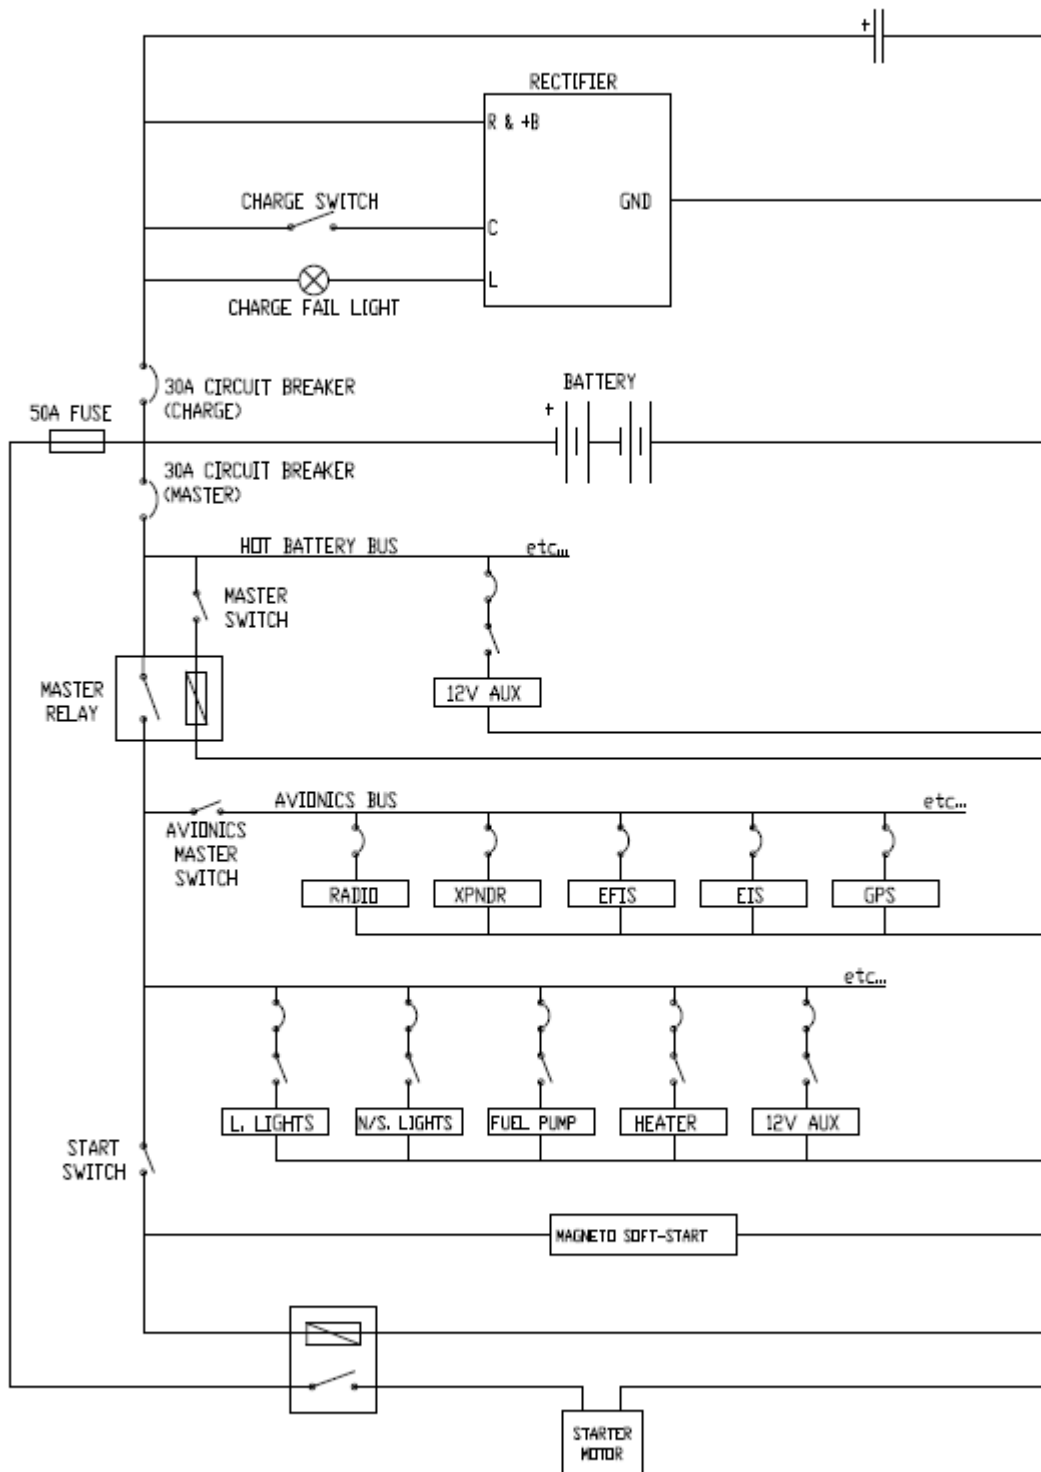 +
RECTIFIER
R & +B
CHARGE SWITCH
GND
C
L
CHARGE FAIL LIGHT
30A CIRCUIT BREAKER
(CHARGE)
BATTERY
+
50A FUSE
30A CIRCUIT BREAKER
(MASTER)
HOT BATTERY BUS
etc...
MASTER
SWITCH
MASTER
RELAY
12V AUX
AVIONICS BUS
etc...
AVIONICS
MASTER
SWITCH
RADIO
XPNDR
EFIS
EIS
GPS
etc...
L. LIGHTS
N/S. LIGHTS
FUEL PUMP
HEATER
12V AUX
START
SWITCH
MAGNETO SOFT-START
STARTER
MOTOR